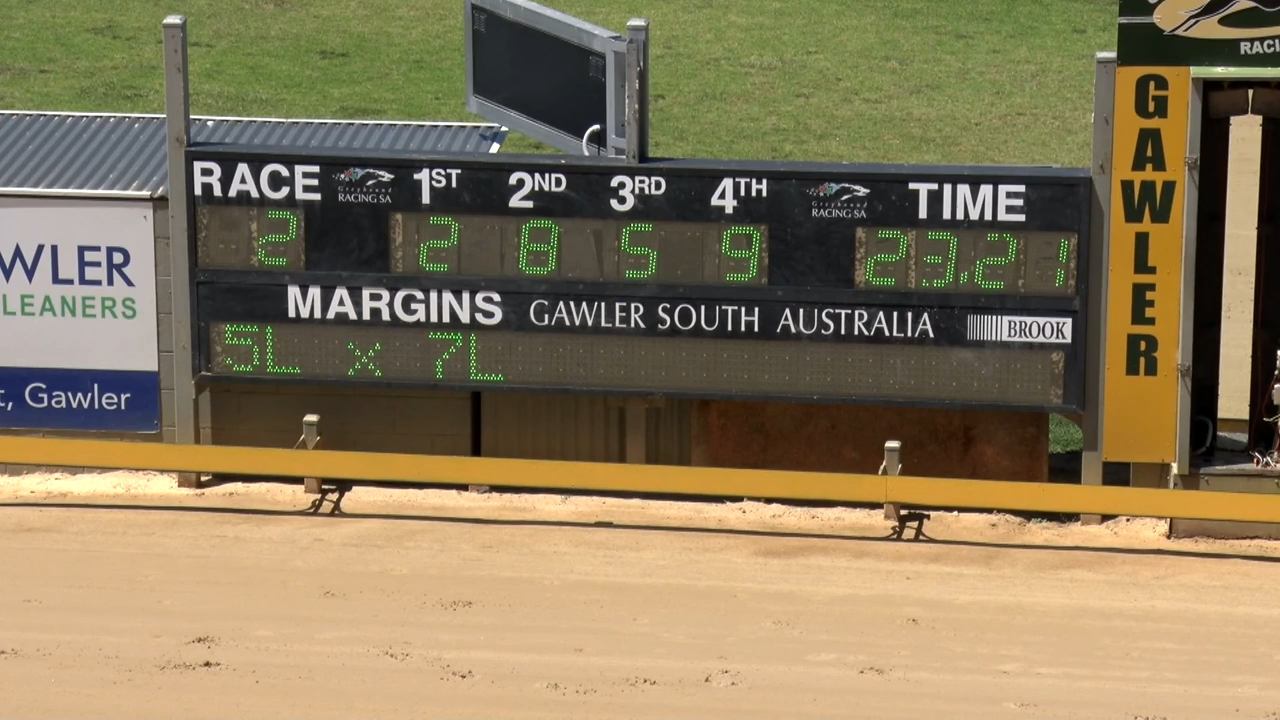 RACI
GAWLER
RACE
Greyhound
RACING SA
1ST
2ND
3RD
4TH
Greyhound
RACING SA
TIME
2
2
8
5
9
23.21
MARGINS
GAWLER SOUTH AUSTRALIA
BROOK
5L x 7L
WLER
LEANERS
t, Gawler